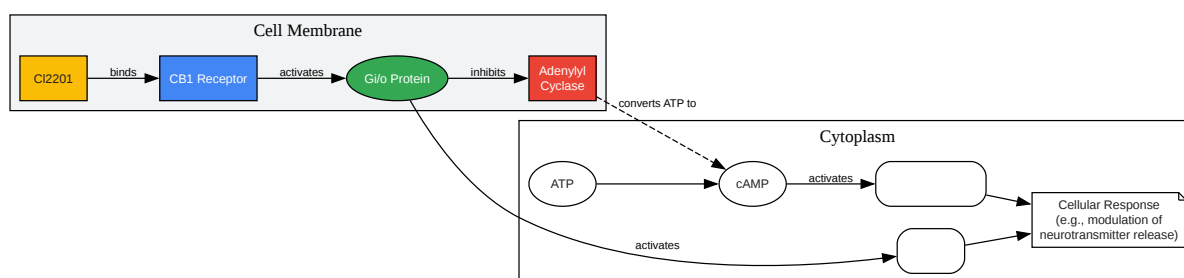 Cell Membrane
Cl2201
binds
CB1 Receptor
activates
Gi/o Protein
inhibits
Adenylyl
Cyclase
converts ATP to
Cytoplasm
ATP
cAMP
activates
Cellular Response
(e.g., modulation of
neurotransmitter release)
activates